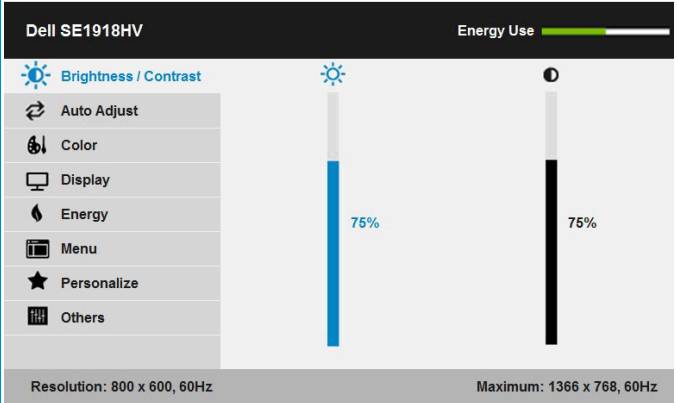 Dell SE1918HV
Energy Use
Brightness / Contrast
Auto Adjust
Color
Display
Energy
Menu
Personalize
Others
75%
75%
Resolution: 800 x 600, 60Hz
Maximum: 1366 x 768, 60Hz